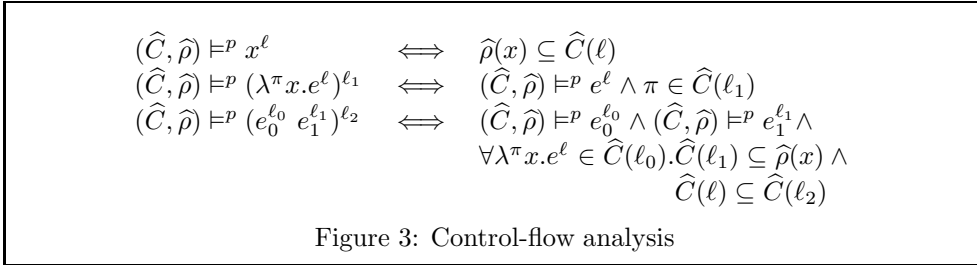 (Ĉ, ρ̂) ⊨ᵖ x^ℓ ⟺ ρ̂(x) ⊆ Ĉ(ℓ)
(Ĉ, ρ̂) ⊨ᵖ (λ^π x.e^ℓ)^ℓ₁ ⟺ (Ĉ, ρ̂) ⊨ᵖ e^ℓ ∧ π ∈ Ĉ(ℓ₁)
(Ĉ, ρ̂) ⊨ᵖ (e₀^ℓ₀ e₁^ℓ₁)^ℓ₂ ⟺ (Ĉ, ρ̂) ⊨ᵖ e₀^ℓ₀ ∧ (Ĉ, ρ̂) ⊨ᵖ e₁^ℓ₁ ∧
∀λ^π x.e^ℓ ∈ Ĉ(ℓ₀).Ĉ(ℓ₁) ⊆ ρ̂(x) ∧
Ĉ(ℓ) ⊆ Ĉ(ℓ₂)
Figure 3: Control-flow analysis